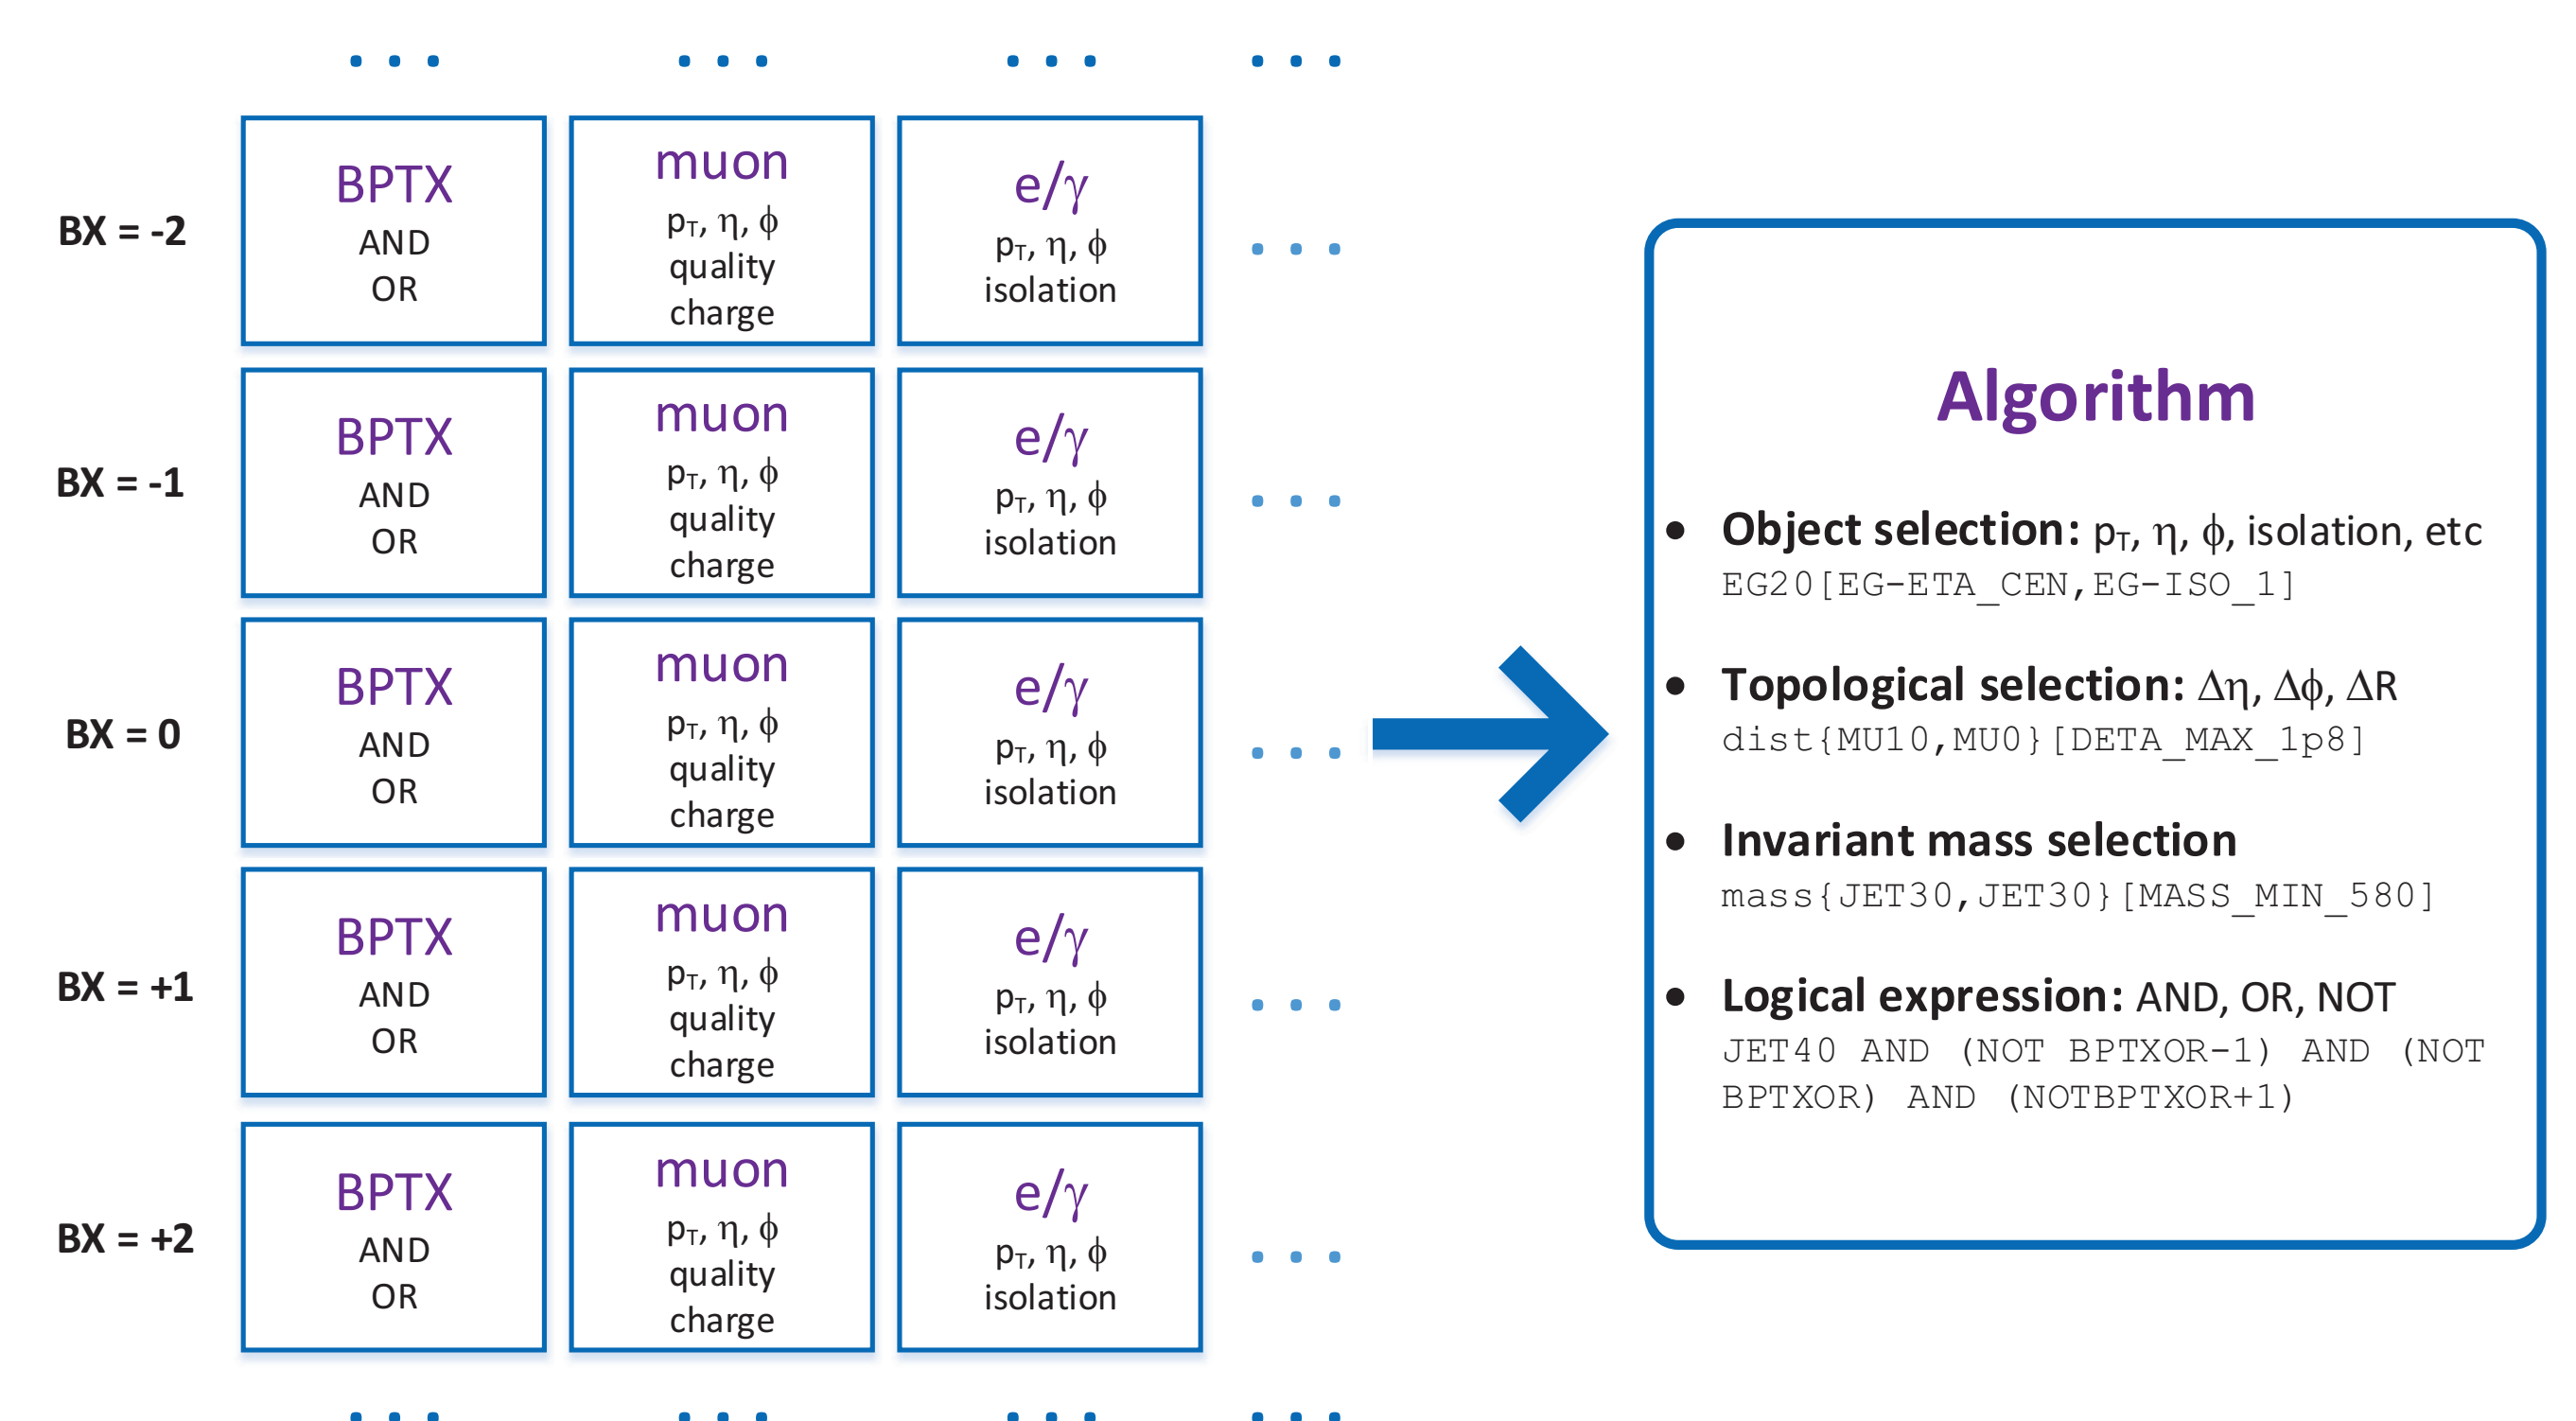 . . . . . . . . . . . .
BX = -2
BPTX
AND
OR
muon
pT, η, ϕ
quality
charge
e/γ
pT, η, ϕ
isolation
. . .
BX = -1
BPTX
AND
OR
muon
pT, η, ϕ
quality
charge
e/γ
pT, η, ϕ
isolation
. . .
BX = 0
BPTX
AND
OR
muon
pT, η, ϕ
quality
charge
e/γ
pT, η, ϕ
isolation
. . .
BX = +1
BPTX
AND
OR
muon
pT, η, ϕ
quality
charge
e/γ
pT, η, ϕ
isolation
. . .
BX = +2
BPTX
AND
OR
muon
pT, η, ϕ
quality
charge
e/γ
pT, η, ϕ
isolation
. . .
. . . . . . . . . . . .
Algorithm
• Object selection: pT, η, ϕ, isolation, etc
EG20[EG-ETA_CEN,EG-ISO_1]
• Topological selection: Δη, Δϕ, ΔR
dist{MU10,MU0}[DETA_MAX_1p8]
• Invariant mass selection
mass{JET30,JET30}[MASS_MIN_580]
• Logical expression: AND, OR, NOT
JET40 AND (NOT BPTXOR-1) AND (NOT
BPTXOR) AND (NOTBPTXOR+1)